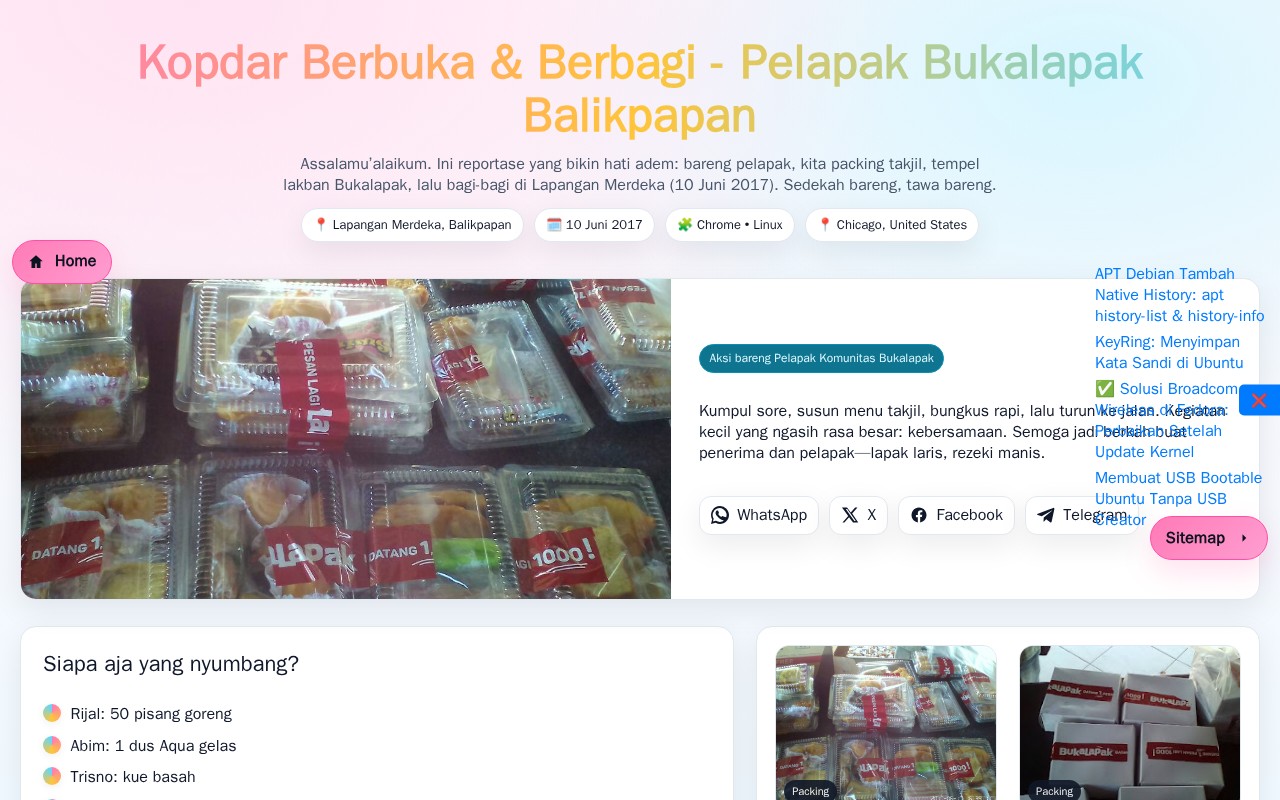 Kopdar Berbuka & Berbagi - Pelapak Bukalapak
Balikpapan
Assalamu'alaikum. Ini reportase yang bikin hati adem: bareng pelapak, kita packing takjil, tempel
lakban Bukalapak, lalu bagi-bagi di Lapangan Merdeka (10 Juni 2017). Sedekah bareng, tawa bareng.
📍 Lapangan Merdeka, Balikpapan
🗓️ 10 Juni 2017
🧩 Chrome • Linux
📍 Chicago, United States
Home
PESAN LAGI
DATANG 1
BukaLAPak
DATANG 1
1000!
Aksi bareng Pelapak Komunitas Bukalapak
Kumpul sore, susun menu takjil, bungkus rapi, lalu turun ke jalan. Kegiatan
kecil yang ngasih rasa besar: kebersamaan. Semoga jadi berkah buat
penerima dan pelapak—lapak laris, rezeki manis.
WhatsApp
X
Facebook
Telegram
APT Debian Tambah
Native History: apt
history-list & history-info
KeyRing: Menyimpan
Kata Sandi di Ubuntu
✅ Solusi Broadcom
Wireless di Fedora:
Perbaikan Setelah
Update Kernel
Membuat USB Bootable
Ubuntu Tanpa USB
Creator
Sitemap
Siapa aja yang nyumbang?
Rijal: 50 pisang goreng
Abim: 1 dus Aqua gelas
Trisno: kue basah
Packing
BukaLAPak
BukaLAPak
Packing